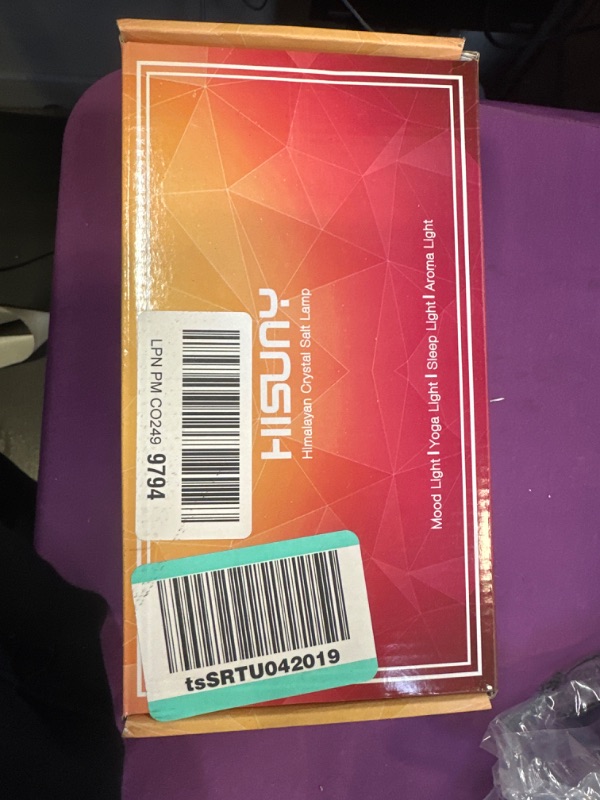 HISUNY
Himalayan Crystal Salt Lamp
Mood Light | Yoga Light | Sleep Light | Aroma Light
LPN PM CO249 9794
tsSRTU042019